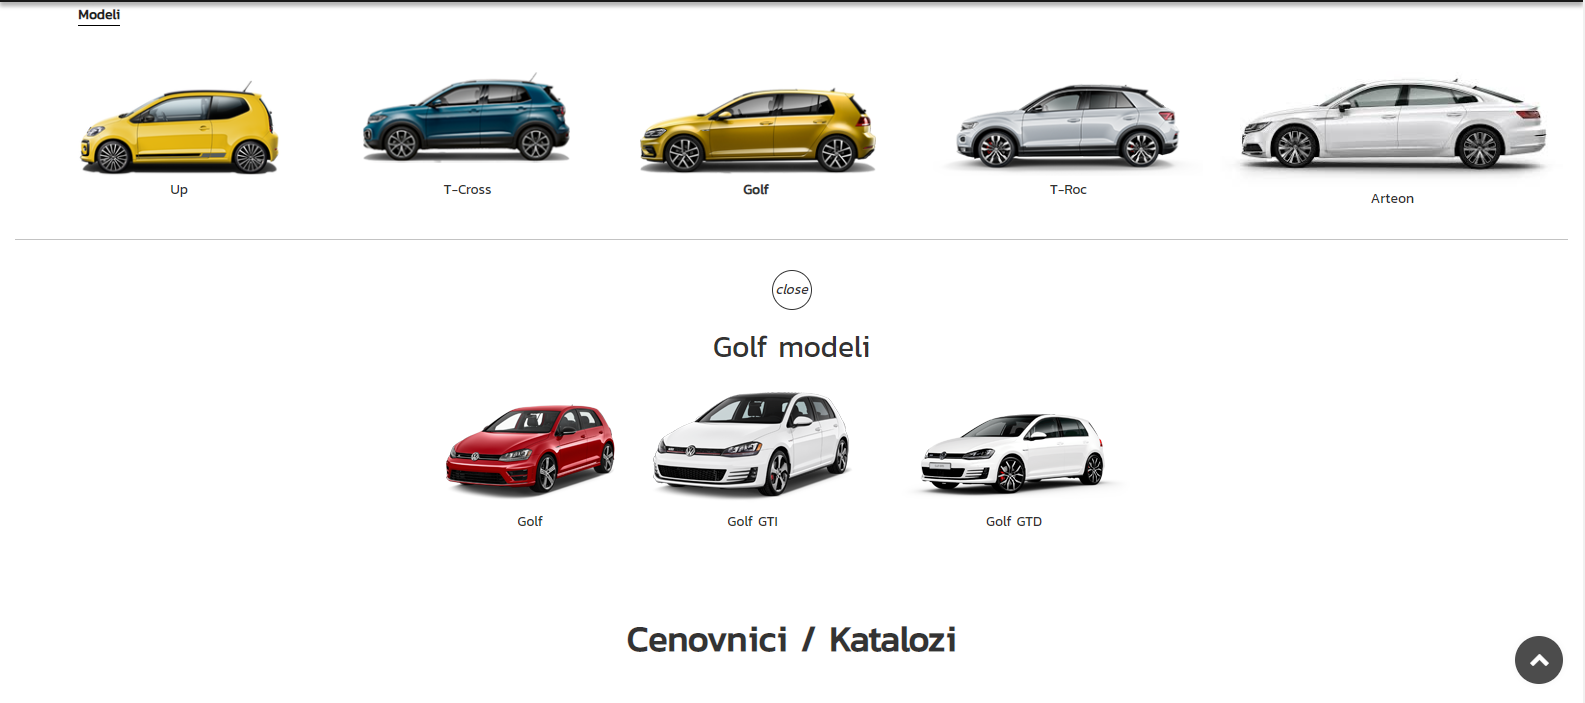 Modeli
Up
T-Cross
Golf
T-Roc
Arteon
close
Golf modeli
Golf
Golf GTI
Golf GTD
Cenovnici / Katalozi